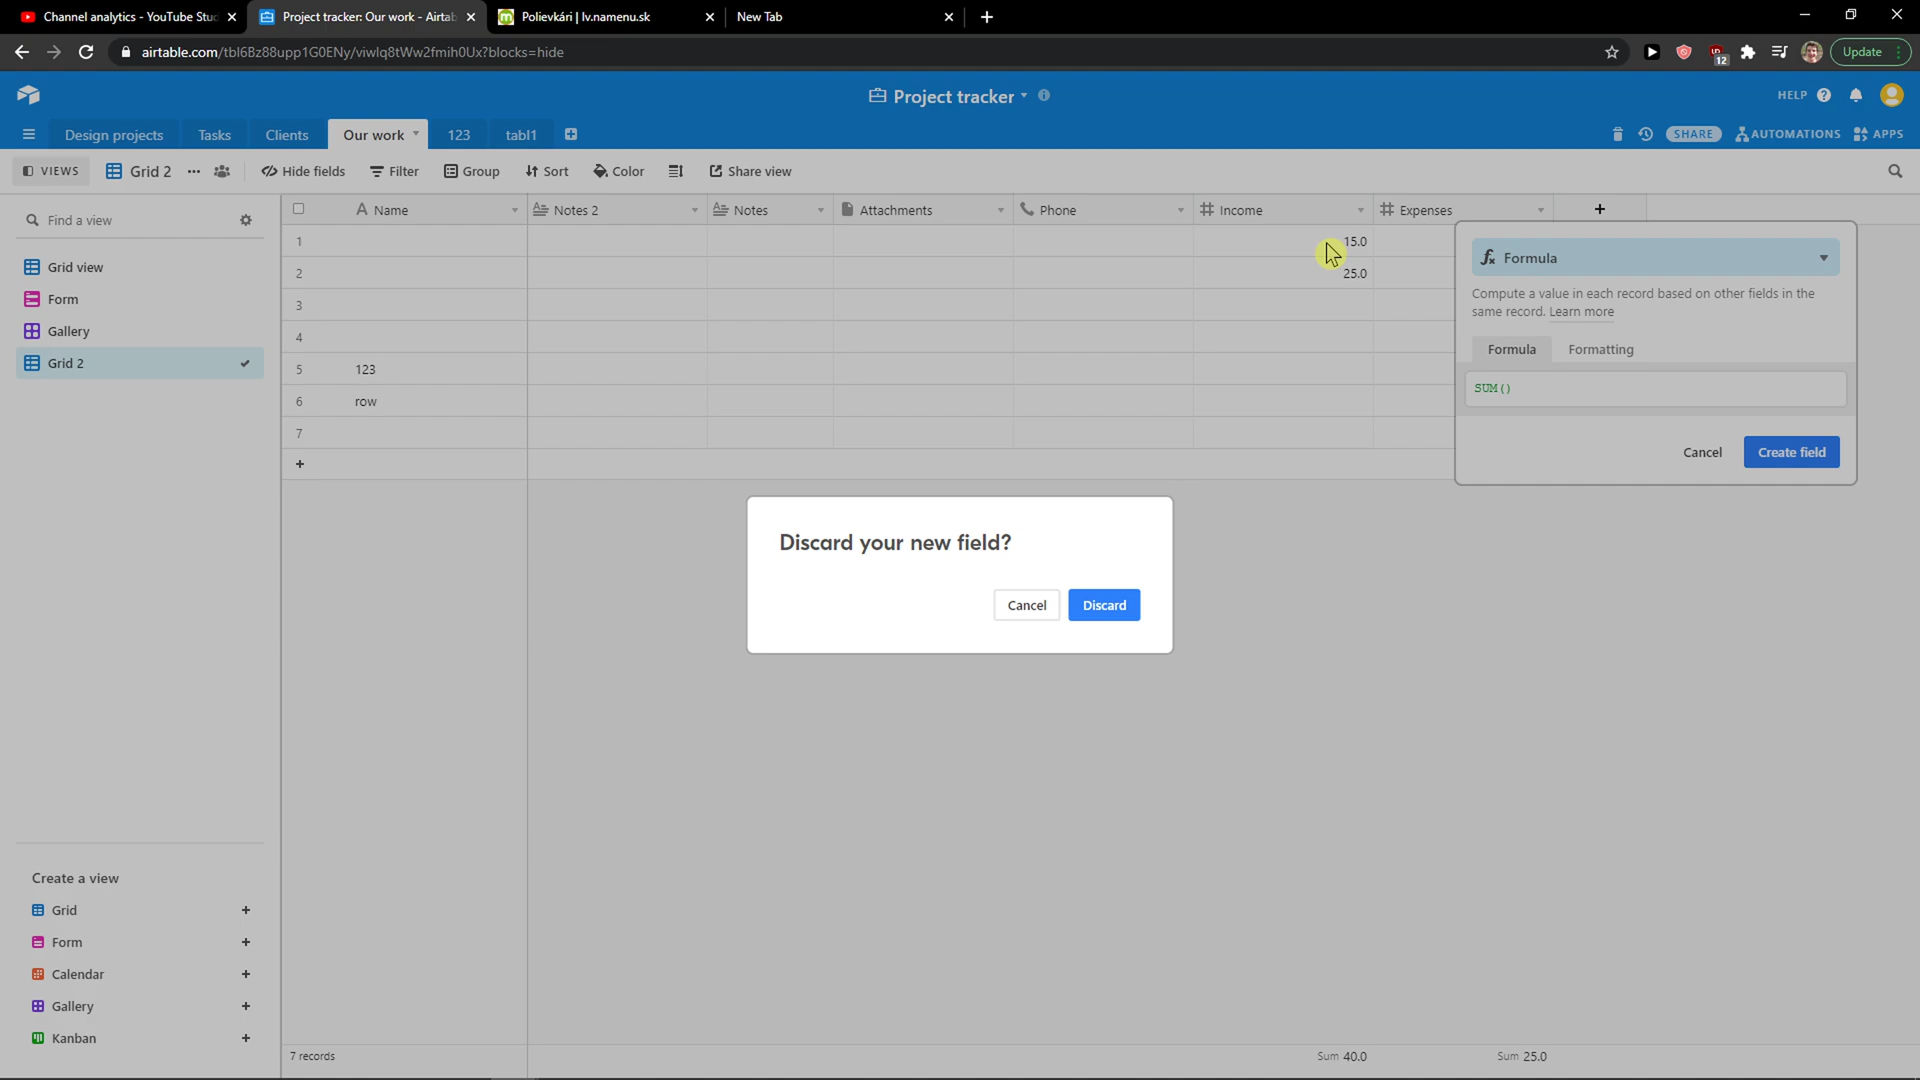 Channel analytics - YouTube Stu
Project tracker: Our work - Airtab
Polievkári | lv.namenu.sk
New Tab
airtable.com/tbl6Bz88upp1G0ENy/viwlq8tWw2fmih0Ux?blocks=hide
12
Update
Project tracker
HELP
Design projects
Tasks
Clients
Our work
123
tabl1
SHARE
AUTOMATIONS
APPS
VIEWS
Grid 2
Hide fields
Filter
Group
Sort
Color
Share view
Find a view
Name
Notes 2
Notes
Attachments
Phone
Income
Expenses
Grid view
Form
Gallery
Grid 2
1
15.0
2
25.0
3
4
5
123
6
row
7
Formula
Compute a value in each record based on other fields in the
same record. Learn more
Formula
Formatting
SUM()
Cancel
Create field
Discard your new field?
Cancel
Discard
Create a view
Grid
Form
Calendar
Gallery
Kanban
7 records
Sum 40.0
Sum 25.0